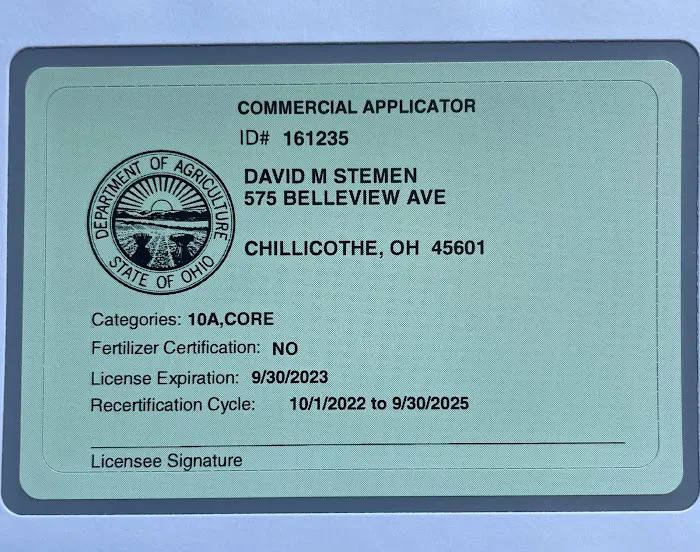 COMMERCIAL APPLICATOR
ID# 161235
DAVID M STEMEN
575 BELLEVIEW AVE
CHILLICOTHE, OH 45601
DEPARTMENT OF AGRICULTURE
STATE OF OHIO
Categories: 10A,CORE
Fertilizer Certification: NO
License Expiration: 9/30/2023
Recertification Cycle: 10/1/2022 to 9/30/2025
Licensee Signature